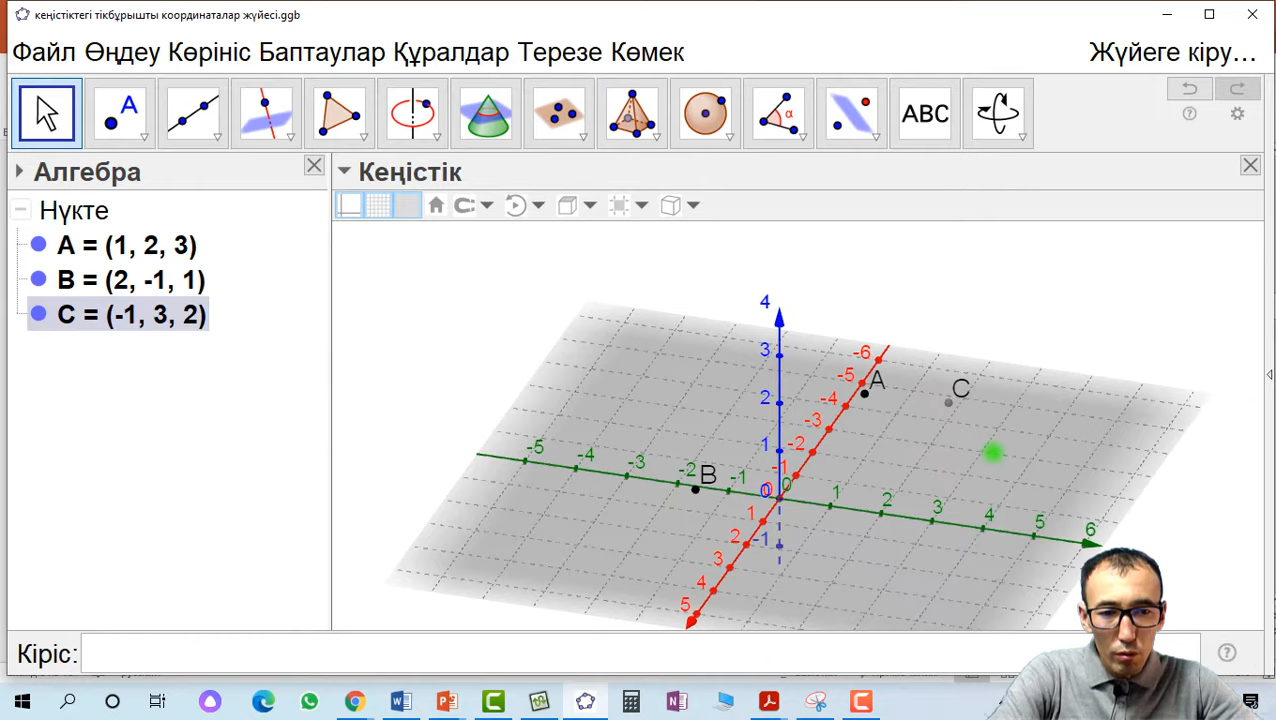 кеңістіктегі тікбұрышты координаталар жүйесі.ggb
Файл Өңдеу Көрініс Баптаулар Құралдар Терезе Көмек
Жүйеге кіру...
A
α
ABC
Алгебра
Кеңістік
Нүкте
A = (1, 2, 3)
B = (2, -1, 1)
C = (-1, 3, 2)
4
3
2
1
0
-1
-6
-5
-4
-3
-2
-1
0
1
2
3
4
5
-5
-4
-3
-2
-1
0
1
2
3
4
5
6
A
C
B
Кіріс: